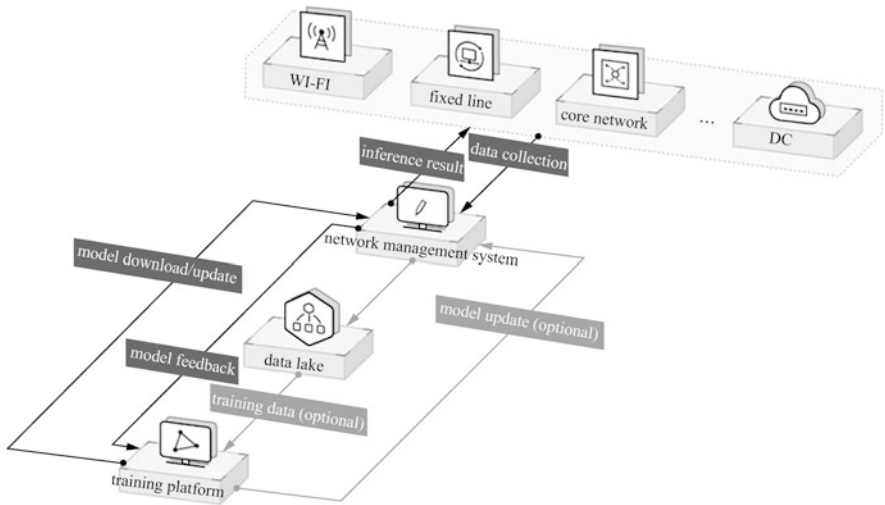 WI-FI
fixed line
core network
...
DC
inference result
data collection
network management system
model download/update
model update (optional)
data lake
model feedback
training data (optional)
training platform